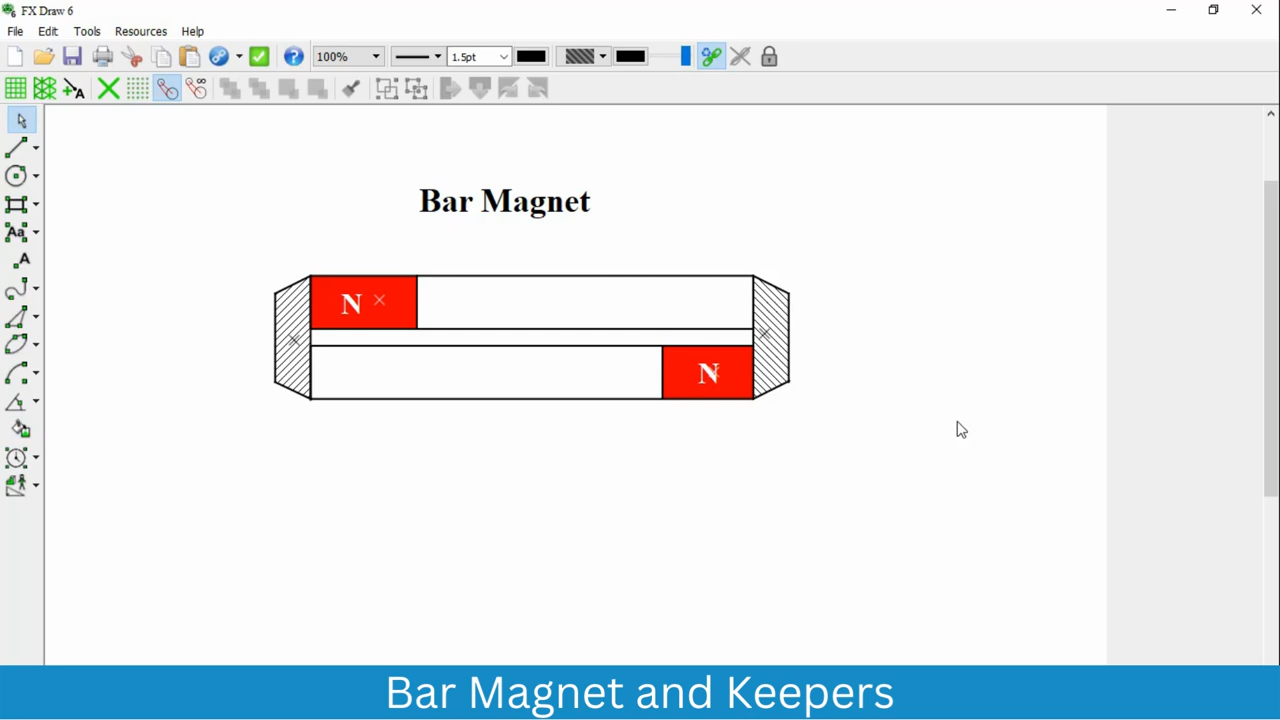 FX Draw 6
File Edit Tools Resources Help
100% 1.5pt
Bar Magnet
N
N
Bar Magnet and Keepers